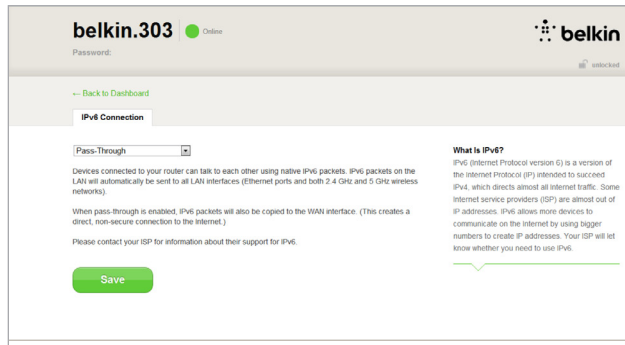 belkin.303
Online
belkin
Password:
unlocked
← Back to Dashboard
IPv6 Connection
Pass-Through
Devices connected to your router can talk to each other using native IPv6 packets. IPv6 packets on the
LAN will automatically be sent to all LAN interfaces (Ethernet ports and both 2.4 GHz and 5 GHz wireless
networks).
When pass-through is enabled, IPv6 packets will also be copied to the WAN interface. (This creates a
direct, non-secure connection to the Internet.)
Please contact your ISP for information about their support for IPv6.
Save
What Is IPv6?
IPv6 (Internet Protocol version 6) is a version of
the Internet Protocol (IP) intended to succeed
IPv4, which directs almost all Internet traffic. Some
Internet service providers (ISP) are almost out of
IP addresses. IPv6 allows more devices to
communicate on the Internet by using bigger
numbers to create IP addresses. Your ISP will let
know whether you need to use IPv6.